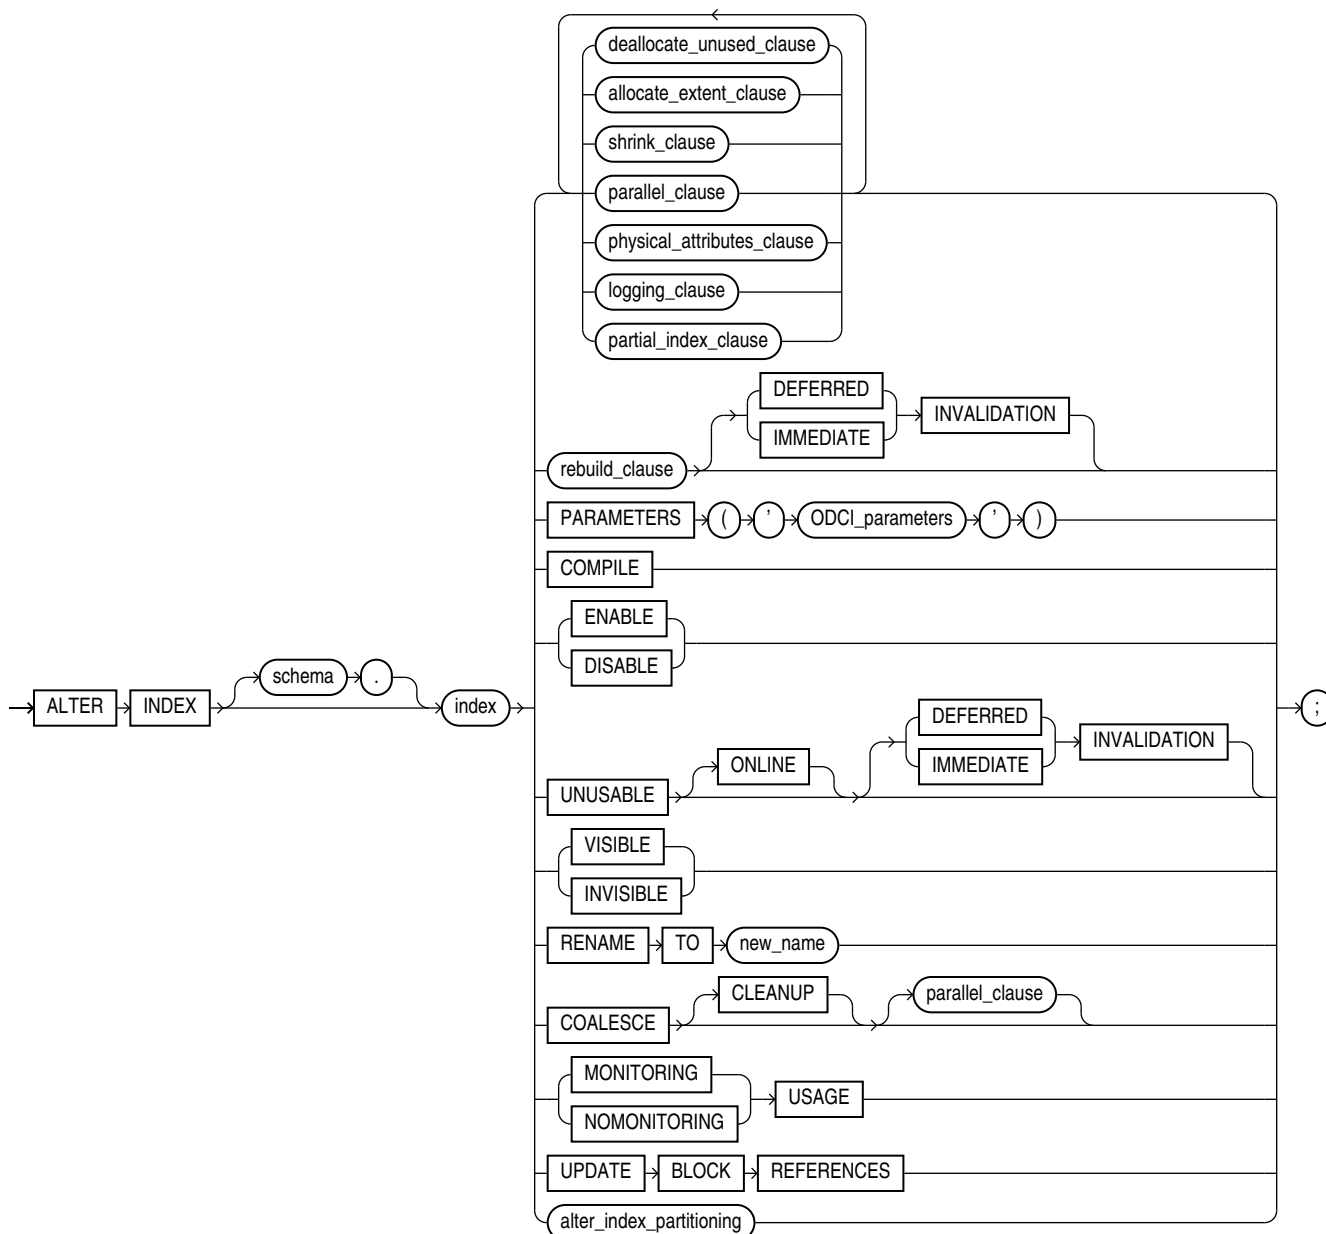 deallocate_unused_clause
allocate_extent_clause
shrink_clause
parallel_clause
physical_attributes_clause
logging_clause
partial_index_clause
DEFERRED
IMMEDIATE
INVALIDATION
rebuild_clause
PARAMETERS ( ' ODCI_parameters ' )
COMPILE
ENABLE
DISABLE
schema .
ALTER INDEX index ;
DEFERRED
IMMEDIATE
INVALIDATION
ONLINE
UNUSABLE
VISIBLE
INVISIBLE
RENAME TO new_name
CLEANUP parallel_clause
COALESCE
MONITORING
NOMONITORING
USAGE
UPDATE BLOCK REFERENCES
alter_index_partitioning